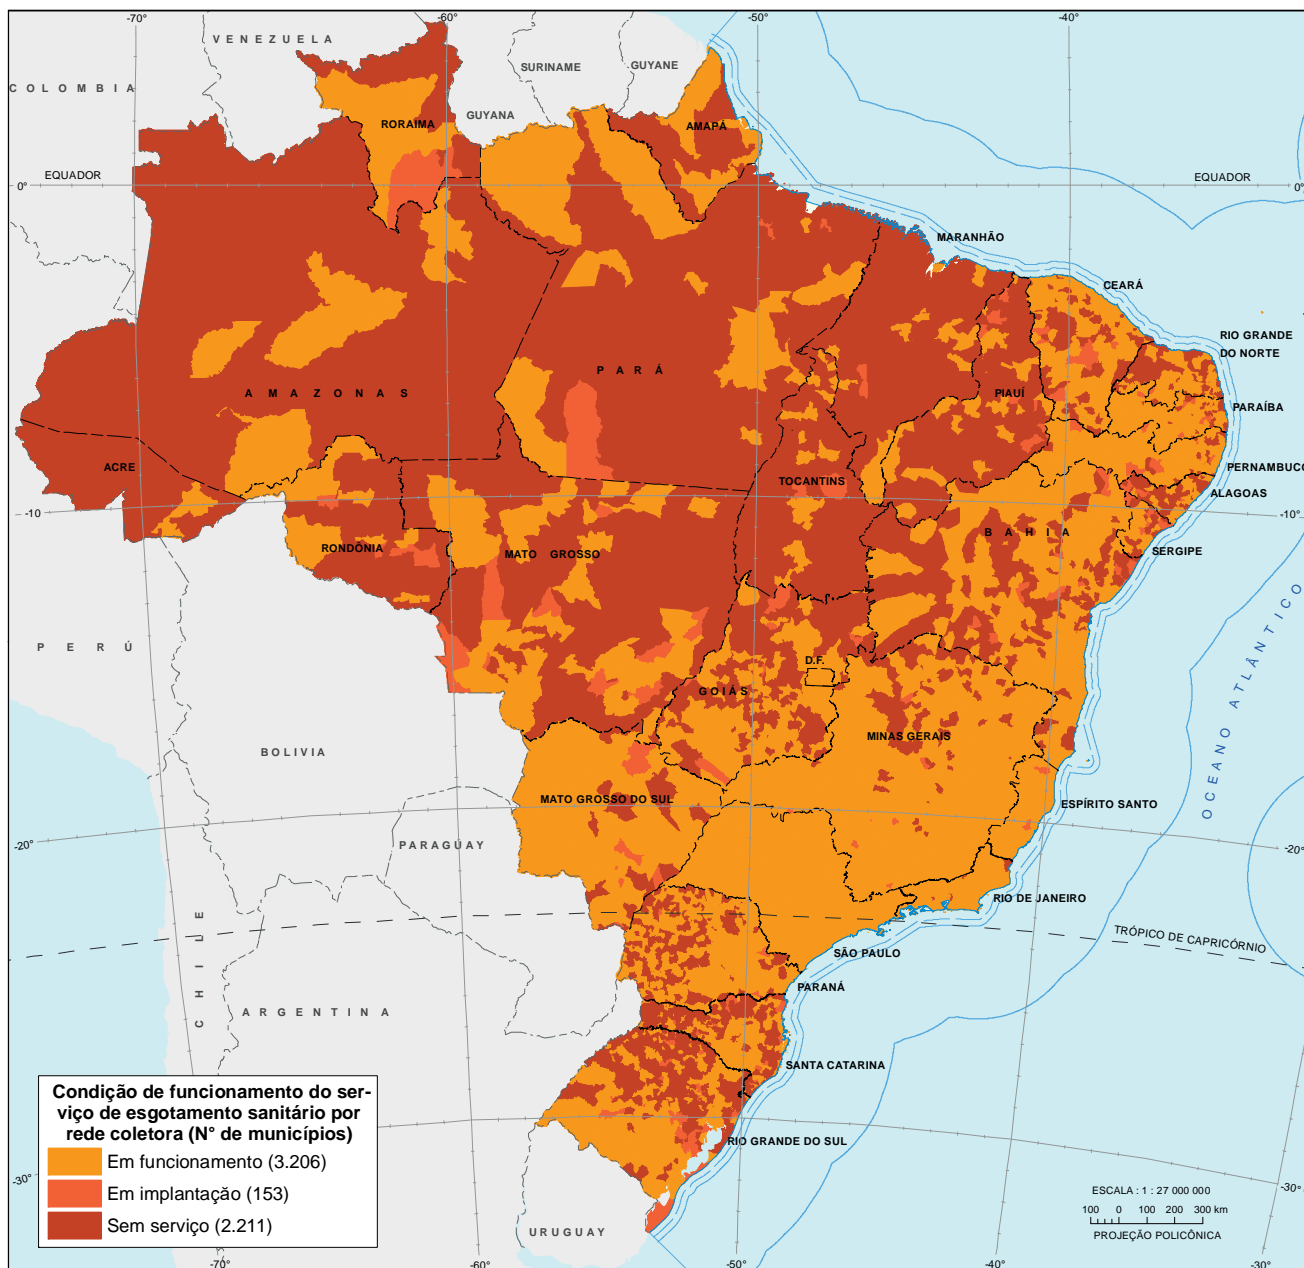 -70°
-60°
-50°
-40°
VENEZUELA
COLOMBIA
SURINAME
GUYANE
GUYANA
RORAIMA
AMAPÁ
EQUADOR
EQUADOR
0°
0°
MARANHÃO
CEARÁ
RIO GRANDE
DO NORTE
PARÁ
AMAZONAS
PIAUÍ
PARAÍBA
ACRE
TOCANTINS
PERNAMBUCO
ALAGOAS
-10°
-10°
BAHIA
RONDÔNIA
MATO GROSSO
SERGIPE
PERÚ
D.F.
GOIÁS
OCEANO ATLÂNTICO
BOLIVIA
MINAS GERAIS
MATO GROSSO DO SUL
ESPÍRITO SANTO
-20°
PARAGUAY
-20°
RIO DE JANEIRO
TRÓPICO DE CAPRICÓRNIO
SÃO PAULO
CHILE
PARANÁ
ARGENTINA
SANTA CATARINA
RIO GRANDE DO SUL
URUGUAY
Condição de funcionamento do ser-
viço de esgotamento sanitário por
rede coletora (N° de municípios)
Em funcionamento (3.206)
Em implantação (153)
Sem serviço (2.211)
-30°
-30°
ESCALA : 1 : 27 000 000
100 0 100 200 300 km
PROJEÇÃO POLICÔNICA
-70°
-60°
-50°
-40°
-30°